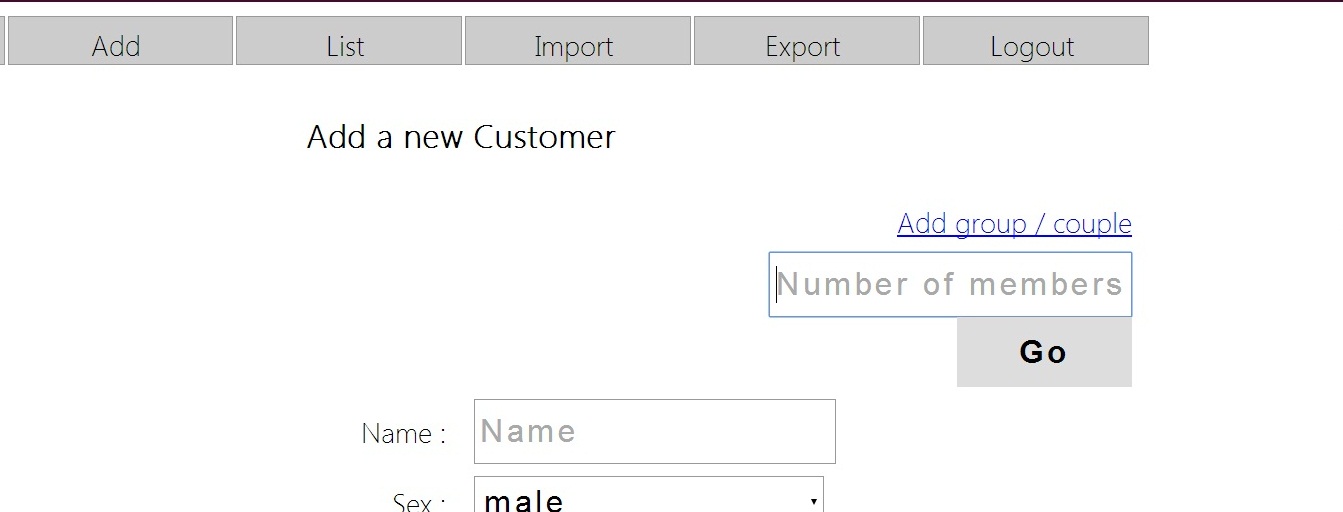 Add List Import Export Logout
Add a new Customer
Add group / couple
Number of members
Go
Name : Name
Sex : male